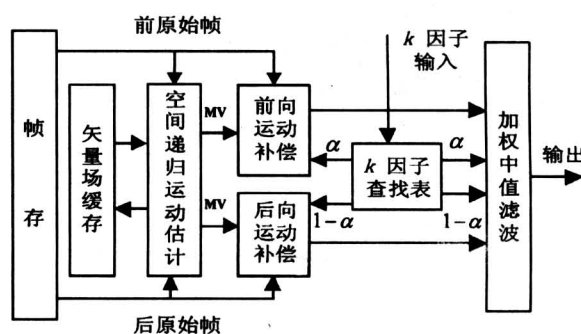 前原始帧
k 因子
输入
帧
存
矢量场缓存
空间递归运动估计
MV
前向
运动
补偿
α
k 因子
查找表
α
加权中值滤波
输出
MV
后向
运动
补偿
1-α
1-α
后原始帧